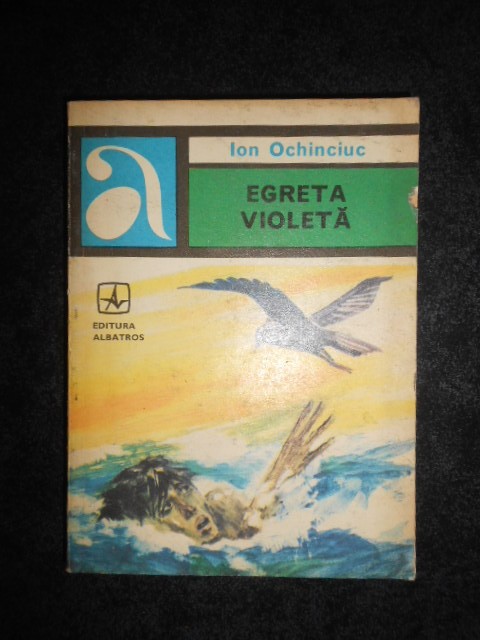 a
Ion Ochinciuc
EGRETA
VIOLETĂ
EDITURA
ALBATROS